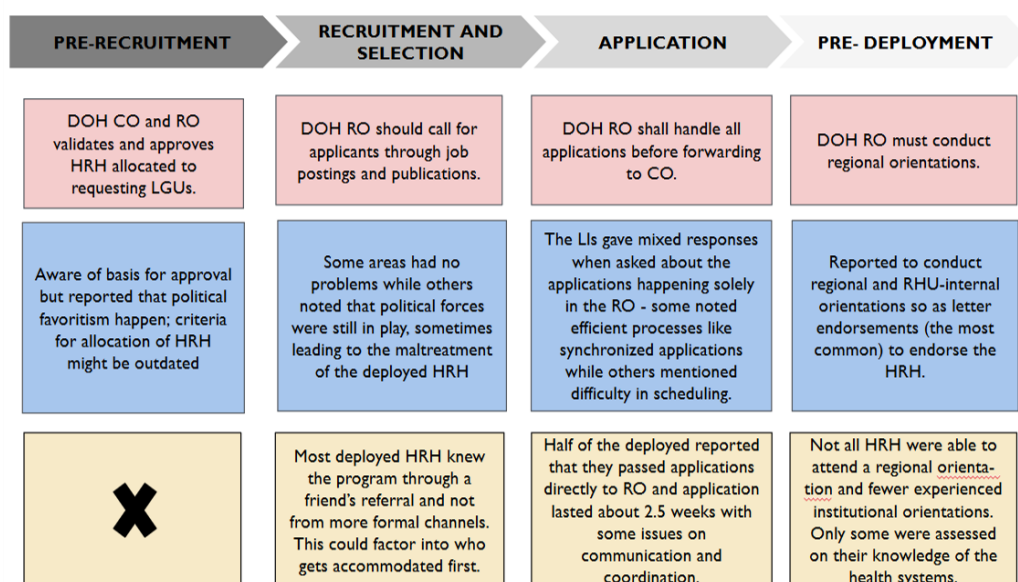 PRE-RECRUITMENT
RECRUITMENT AND
SELECTION
APPLICATION
PRE- DEPLOYMENT
DOH CO and RO
validates and approves
HRH allocated to
requesting LGUs.
DOH RO should call for
applicants through job
postings and publications.
DOH RO shall handle all
applications before forwarding
to CO.
DOH RO must conduct
regional orientations.
Aware of basis for approval
but reported that political
favoritism happen; criteria
for allocation of HRH
might be outdated
Some areas had no
problems while others
noted that political forces
were still in play, sometimes
leading to the maltreatment
of the deployed HRH
The LIs gave mixed responses
when asked about the
applications happening solely
in the RO - some noted
efficient processes like
synchronized applications
while others mentioned
difficulty in scheduling.
Reported to conduct
regional and RHU-internal
orientations so as letter
endorsements (the most
common) to endorse the
HRH.
Most deployed HRH knew
the program through a
friend's referral and not
from more formal channels.
This could factor into who
gets accommodated first.
Half of the deployed reported
that they passed applications
directly to RO and application
lasted about 2.5 weeks with
some issues on
communication and
coordination.
Not all HRH were able to
attend a regional orienta-
tion and fewer experienced
institutional orientations.
Only some were assessed
on their knowledge of the
health systems.